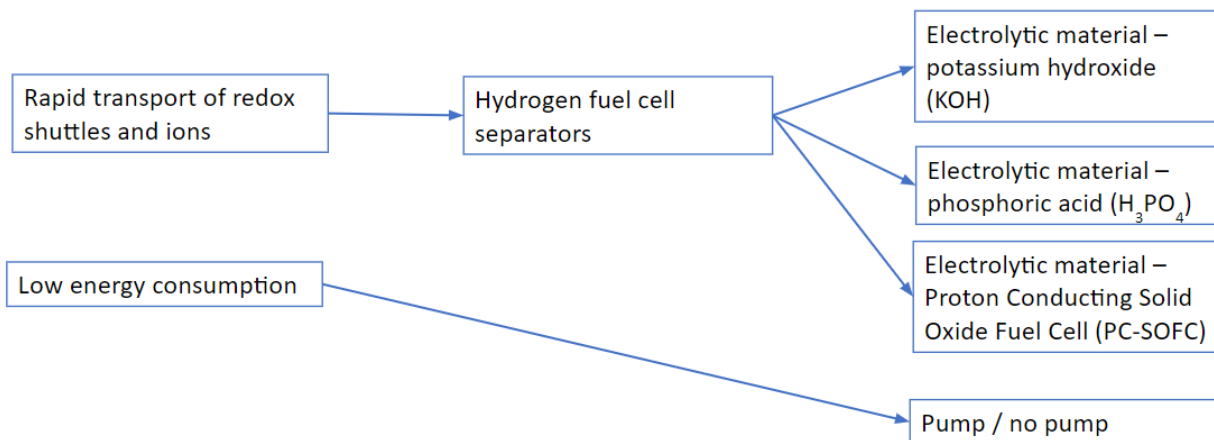 Rapid transport of redox
shuttles and ions
Hydrogen fuel cell
separators
Electrolytic material –
potassium hydroxide
(KOH)
Electrolytic material –
phosphoric acid (H₃PO₄)
Electrolytic material –
Proton Conducting Solid
Oxide Fuel Cell (PC-SOFC)
Low energy consumption
Pump / no pump